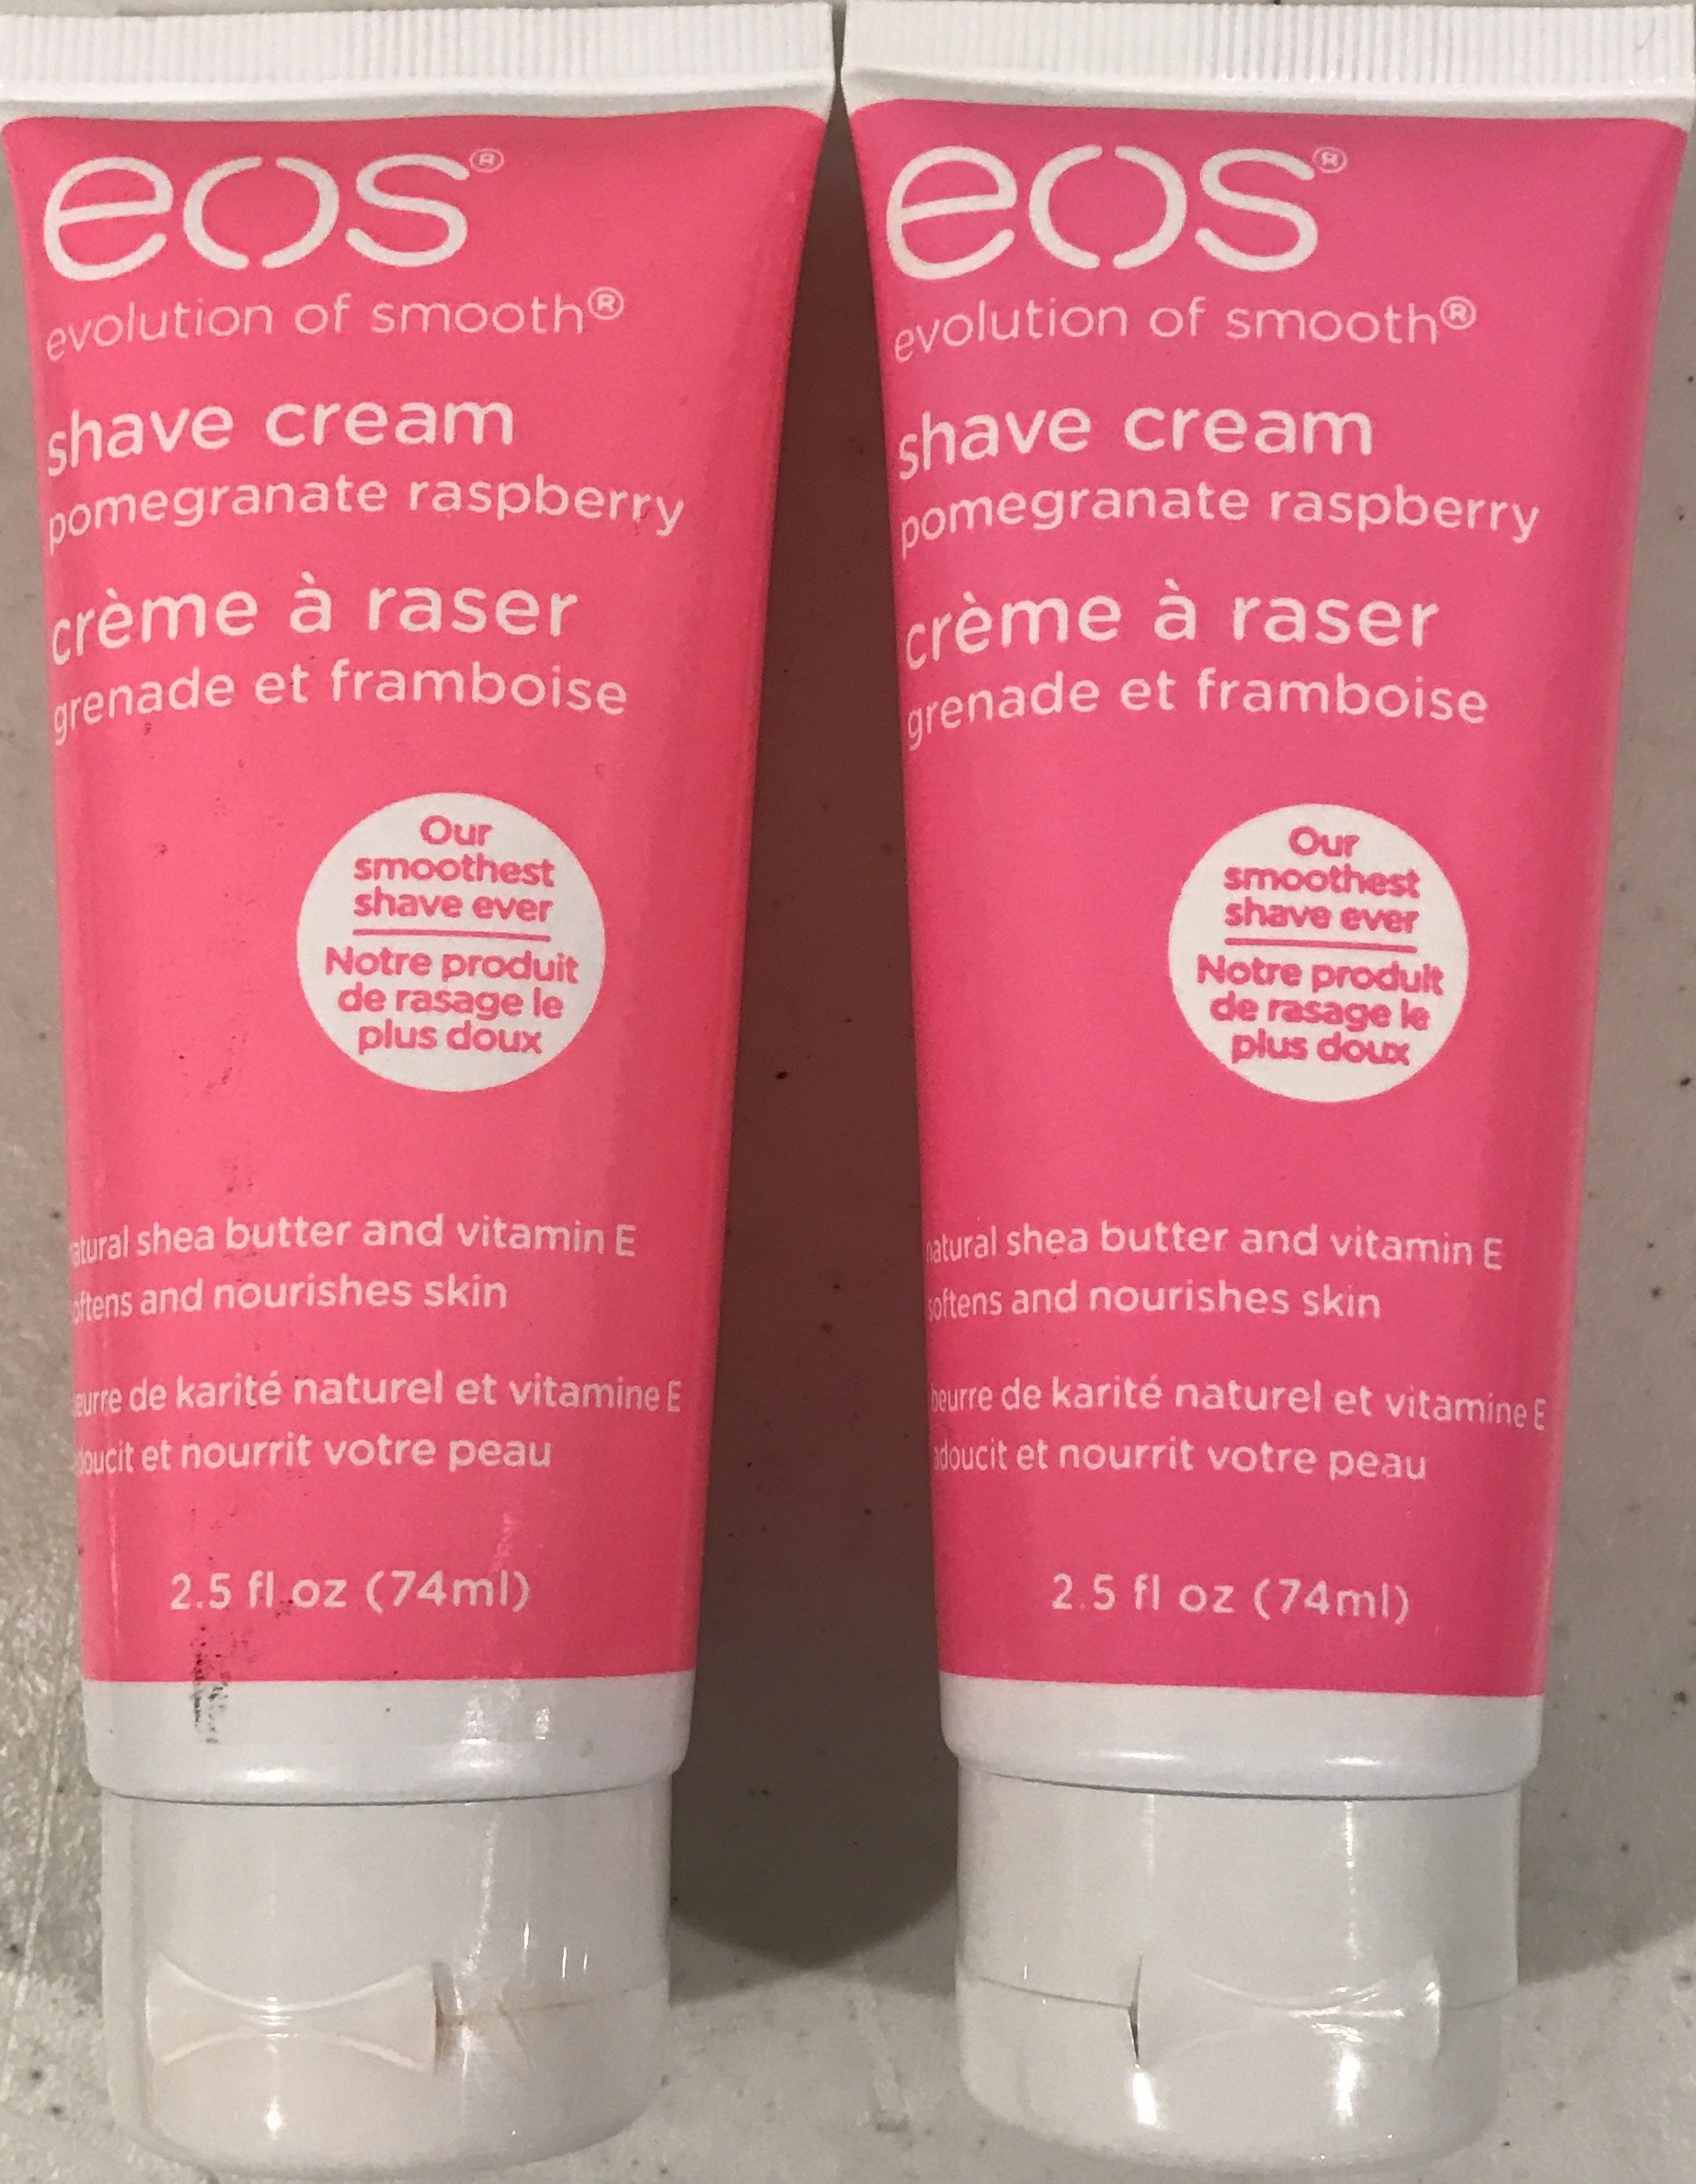 eos®
evolution of smooth®
shave cream
pomegranate raspberry
crème à raser
grenade et framboise
Our
smoothest
shave ever
Notre produit
de rasage le
plus doux
natural shea butter and vitamin E
softens and nourishes skin
beurre de karité naturel et vitamine E
adoucit et nourrit votre peau
2.5 fl oz (74ml)
eos®
evolution of smooth®
shave cream
pomegranate raspberry
crème à raser
grenade et framboise
Our
smoothest
shave ever
Notre produit
de rasage le
plus doux
natural shea butter and vitamin E
softens and nourishes skin
beurre de karité naturel et vitamine E
adoucit et nourrit votre peau
2.5 fl oz (74ml)